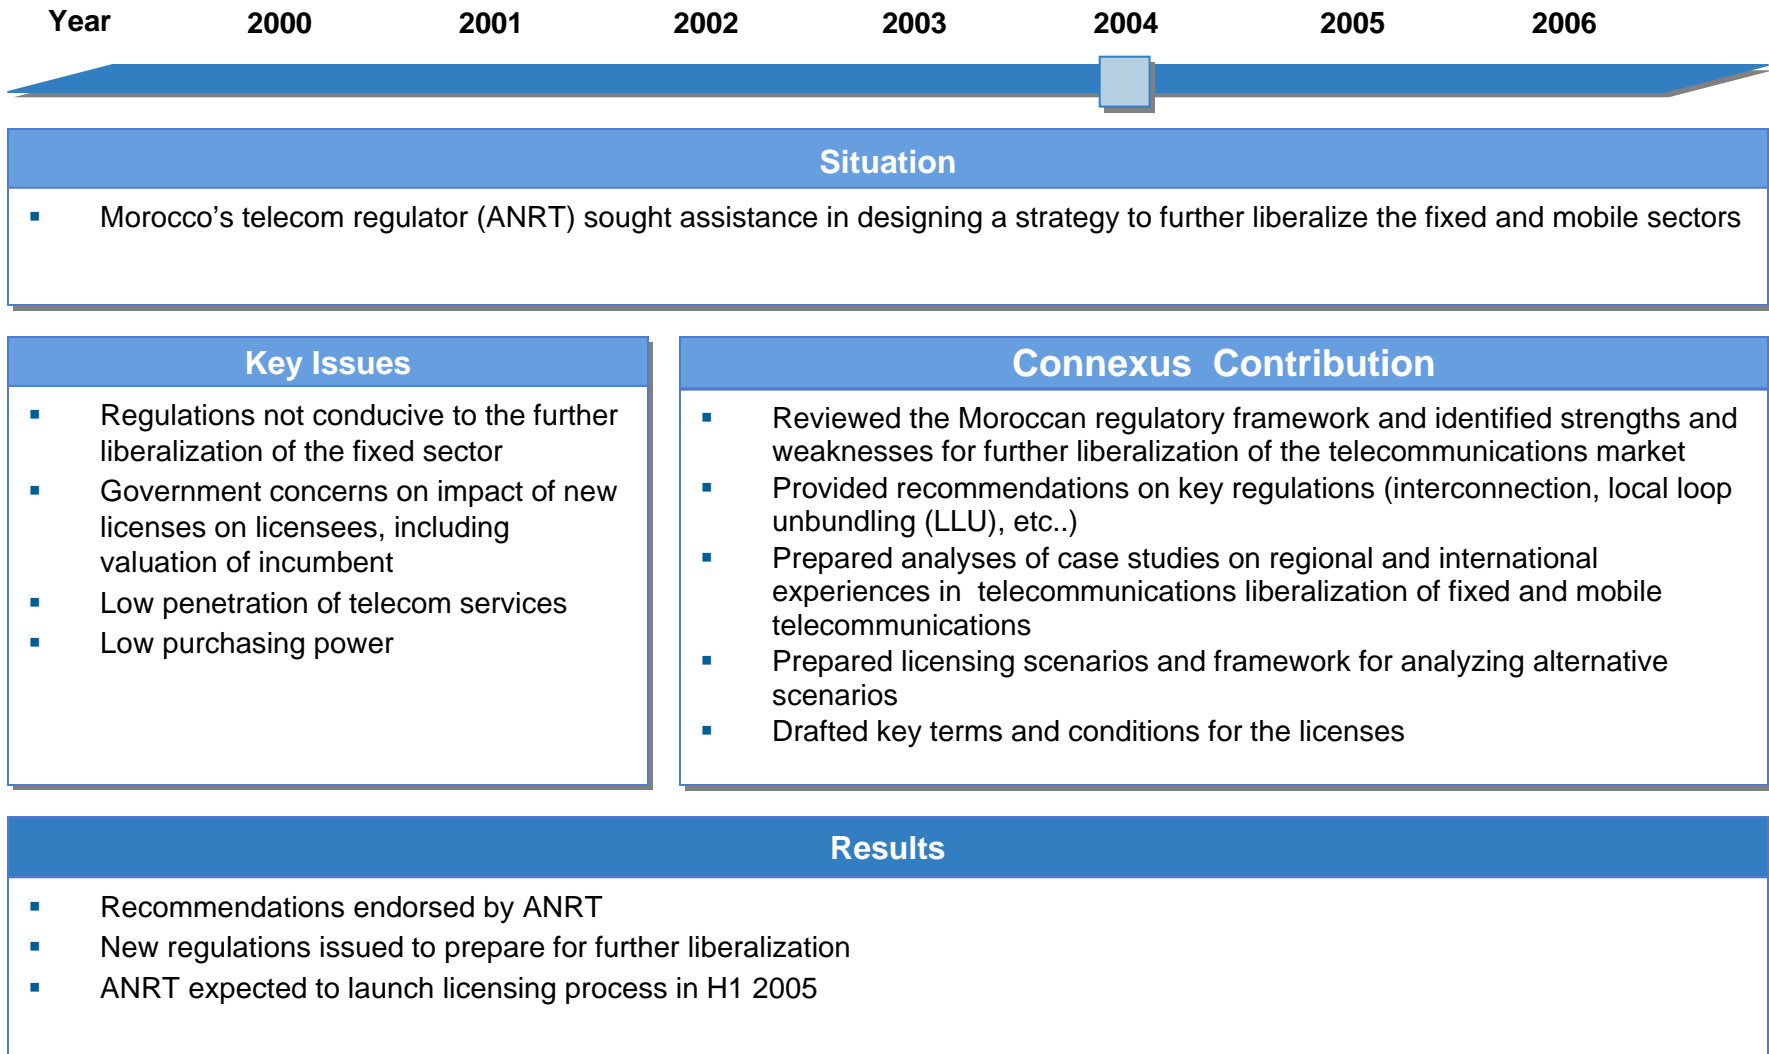 Year 2000 2001 2002 2003 2004 2005 2006
Situation
▪ Morocco’s telecom regulator (ANRT) sought assistance in designing a strategy to further liberalize the fixed and mobile sectors
Key Issues
▪ Regulations not conducive to the further
liberalization of the fixed sector
▪ Government concerns on impact of new
licenses on licensees, including
valuation of incumbent
▪ Low penetration of telecom services
▪ Low purchasing power
Connexus  Contribution
▪ Reviewed the Moroccan regulatory framework and identified strengths and
weaknesses for further liberalization of the telecommunications market
▪ Provided recommendations on key regulations (interconnection, local loop
unbundling (LLU), etc..)
▪ Prepared analyses of case studies on regional and international
experiences in  telecommunications liberalization of fixed and mobile
telecommunications
▪ Prepared licensing scenarios and framework for analyzing alternative
scenarios
▪ Drafted key terms and conditions for the licenses
Results
▪ Recommendations endorsed by ANRT
▪ New regulations issued to prepare for further liberalization
▪ ANRT expected to launch licensing process in H1 2005